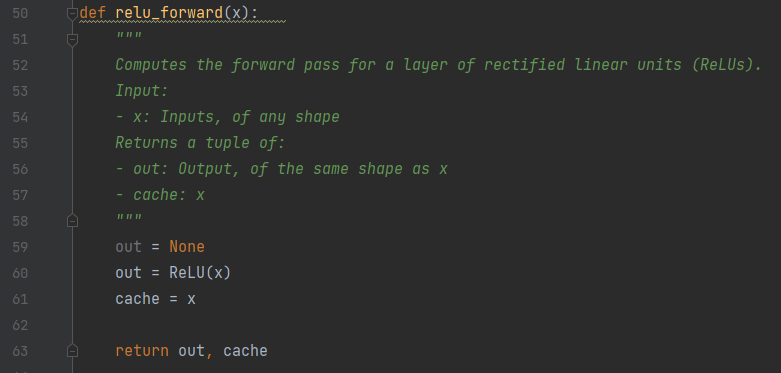 50 def relu_forward(x):
51 """
52 Computes the forward pass for a layer of rectified linear units (ReLUs).
53 Input:
54 - x: Inputs, of any shape
55 Returns a tuple of:
56 - out: Output, of the same shape as x
57 - cache: x
58 """
59 out = None
60 out = ReLU(x)
61 cache = x
62
63 return out, cache